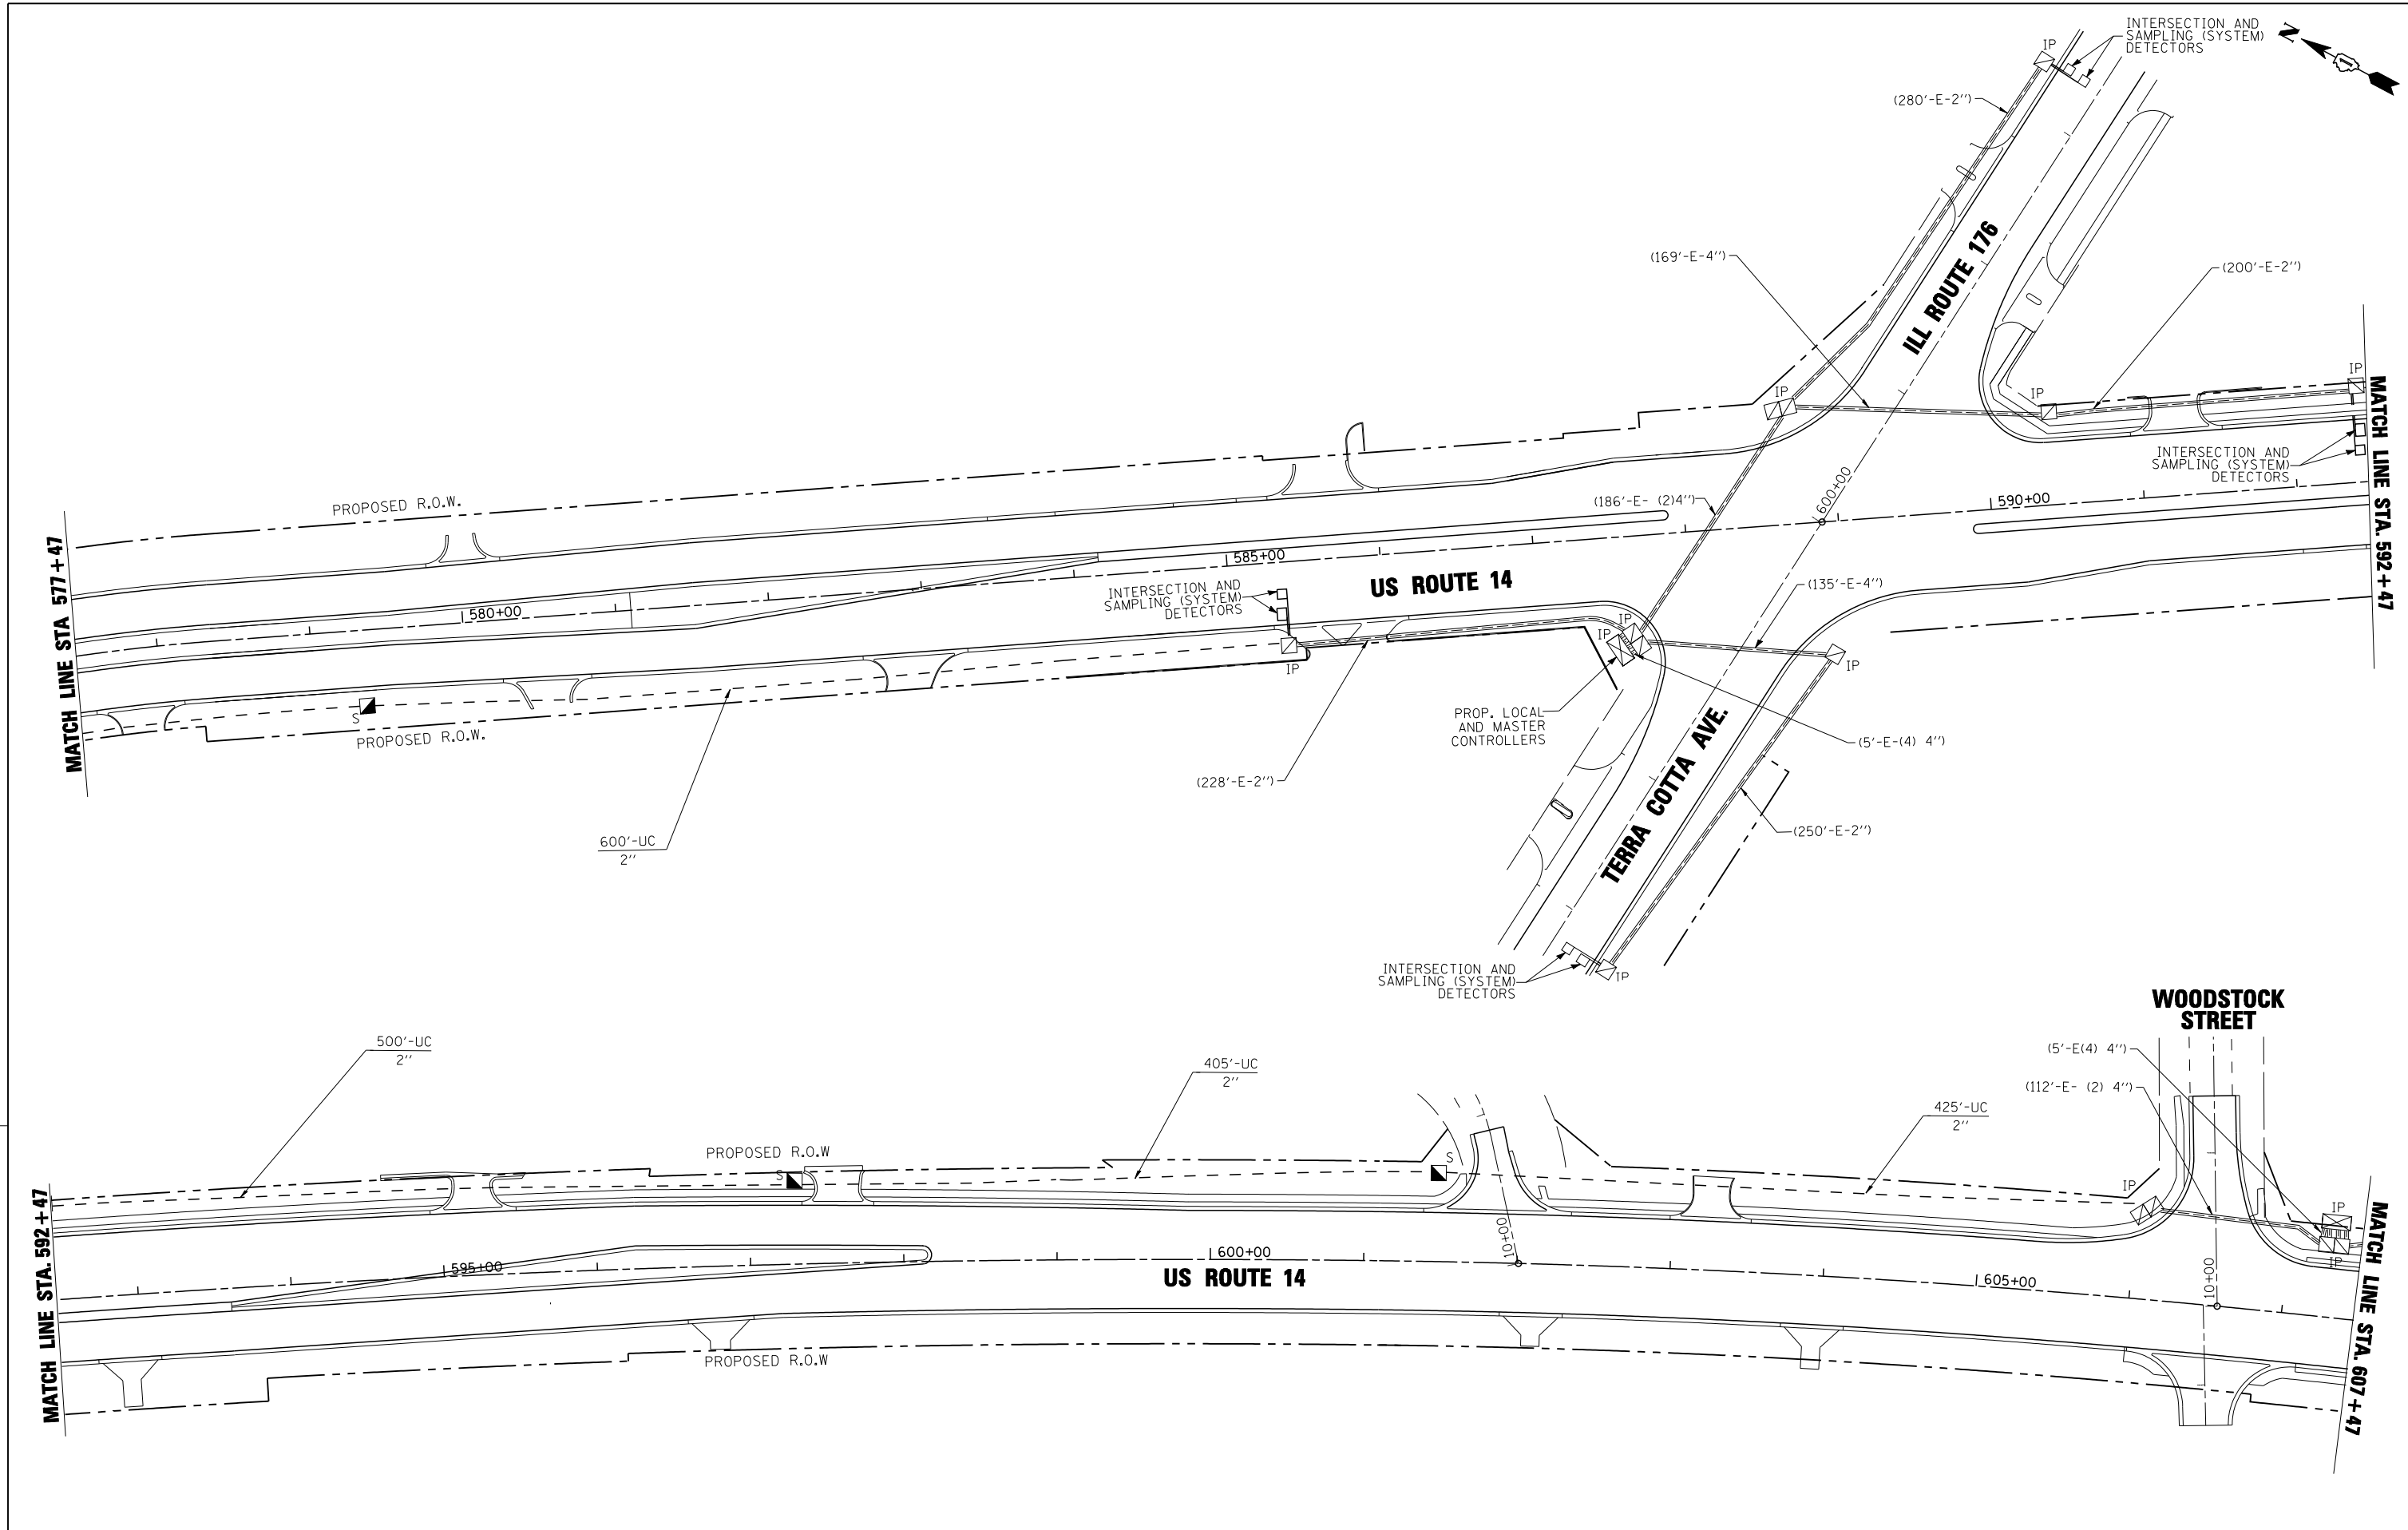 INTERSECTION AND
SAMPLING (SYSTEM)
DETECTORS
N
IP
(280'-E-2'')
(169'-E-4'')
ILL ROUTE 176
(200'-E-2'')
IP
IP
IP
MATCH LINE STA. 592+47
INTERSECTION AND
SAMPLING (SYSTEM)
DETECTORS
PROPOSED R.O.W.
(186'-E- (2)4'')
600+00
590+00
MATCH LINE STA 577+47
580+00
585+00
INTERSECTION AND
SAMPLING (SYSTEM)
DETECTORS
US ROUTE 14
(135'-E-4'')
IP
IP
IP
IP
S
PROPOSED R.O.W.
PROP. LOCAL
AND MASTER
CONTROLLERS
(5'-E-(4) 4'')
(228'-E-2'')
TERRA COTTA AVE.
(250'-E-2'')
600'-UC
2''
INTERSECTION AND
SAMPLING (SYSTEM)
DETECTORS
IP
WOODSTOCK
STREET
500'-UC
2''
405'-UC
2''
(5'-E(4) 4'')
(112'-E- (2) 4'')
425'-UC
2''
PROPOSED R.O.W
S
S
IP
IP
IP
MATCH LINE STA. 592+47
595+00
600+00
10+00
US ROUTE 14
605+00
10+00
MATCH LINE STA. 607+47
PROPOSED R.O.W